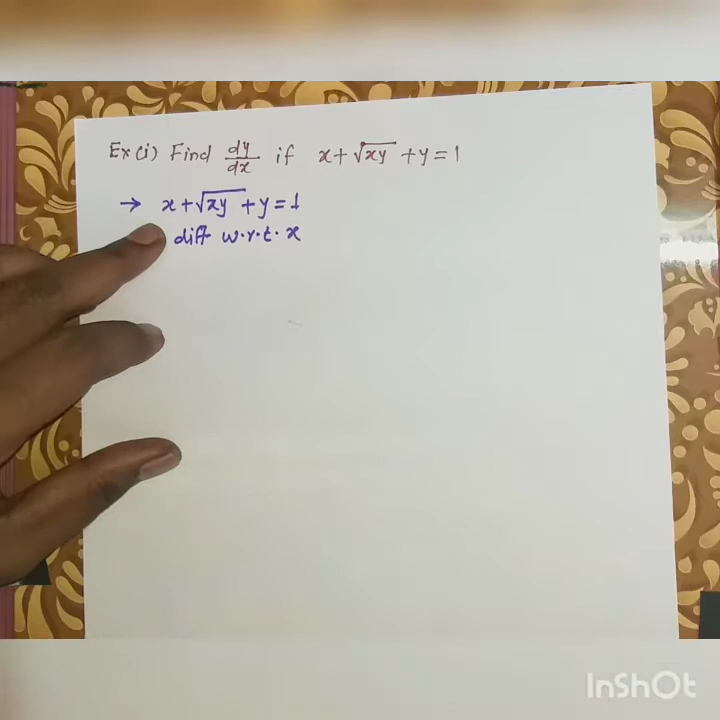 Ex(i) Find dy/dx if x+√xy +y=1
→ x+√xy +y=1
diff w.r.t. x
InShOt